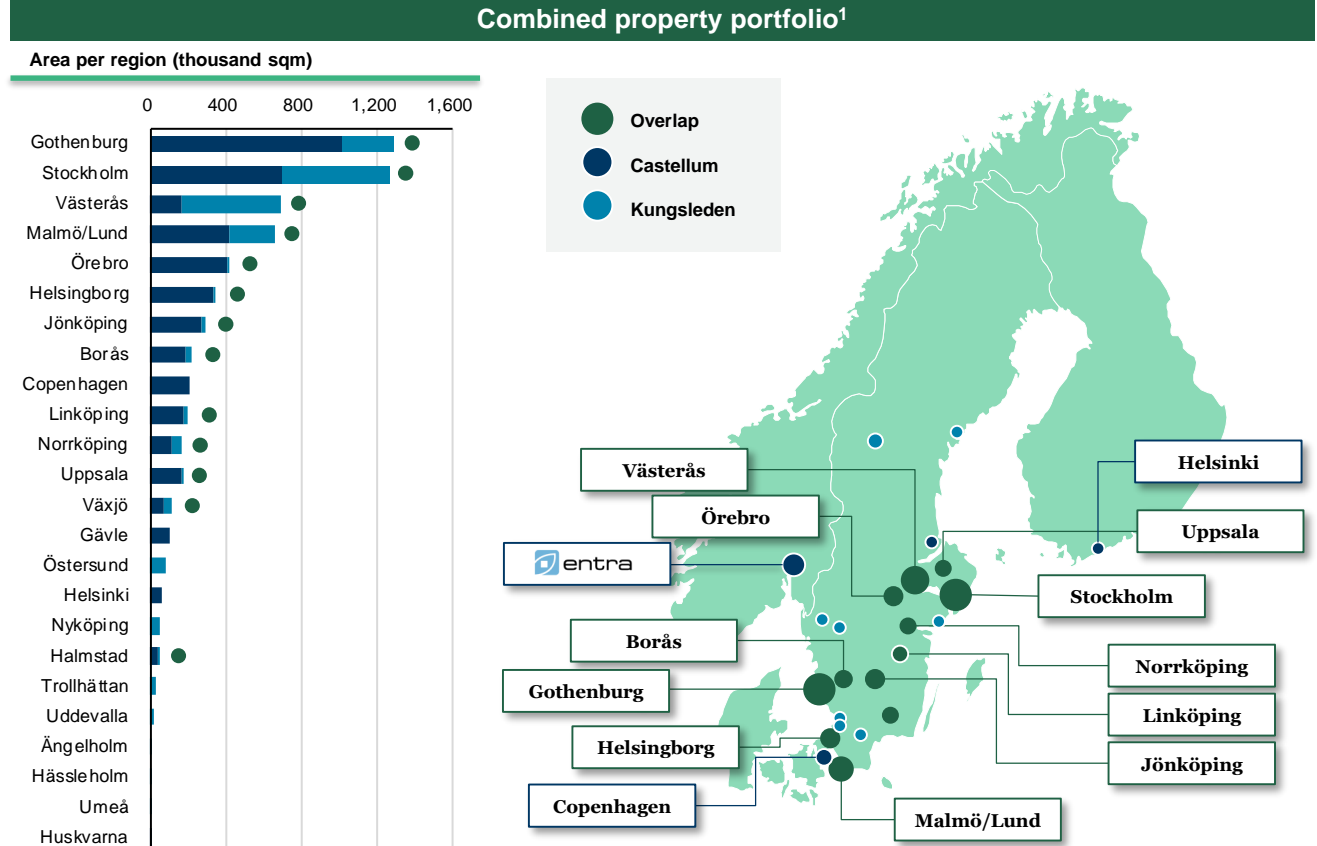 Combined property portfolio1
Area per region (thousand sqm)
0 400 800 1,200 1,600
Gothenburg
Stockholm
Västerås
Malmö/Lund
Örebro
Helsingborg
Jönköping
Borås
Copenhagen
Linköping
Norrköping
Uppsala
Växjö
Gävle
Östersund
Helsinki
Nyköping
Halmstad
Trollhättan
Uddevalla
Ängelholm
Hässleholm
Umeå
Huskvarna
Overlap
Castellum
Kungsleden
Västerås
Örebro
entra
Borås
Gothenburg
Helsingborg
Copenhagen
Helsinki
Uppsala
Stockholm
Norrköping
Linköping
Jönköping
Malmö/Lund